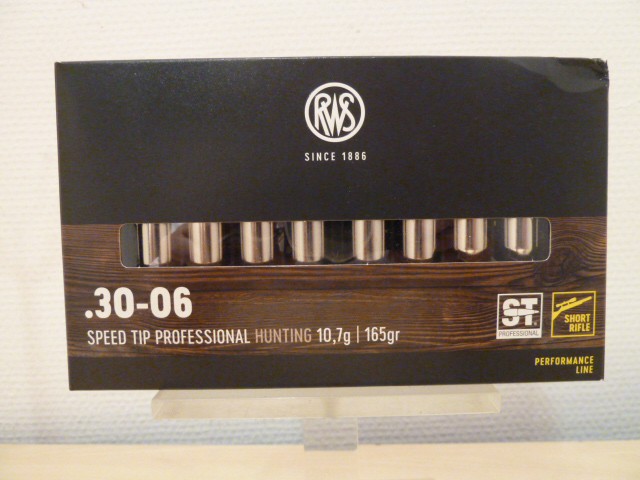 RWS
SINCE 1886
.30-06
SPEED TIP PROFESSIONAL HUNTING 10,7g | 165gr
ST
PROFESSIONAL
SHORT
RIFLE
PERFORMANCE
LINE